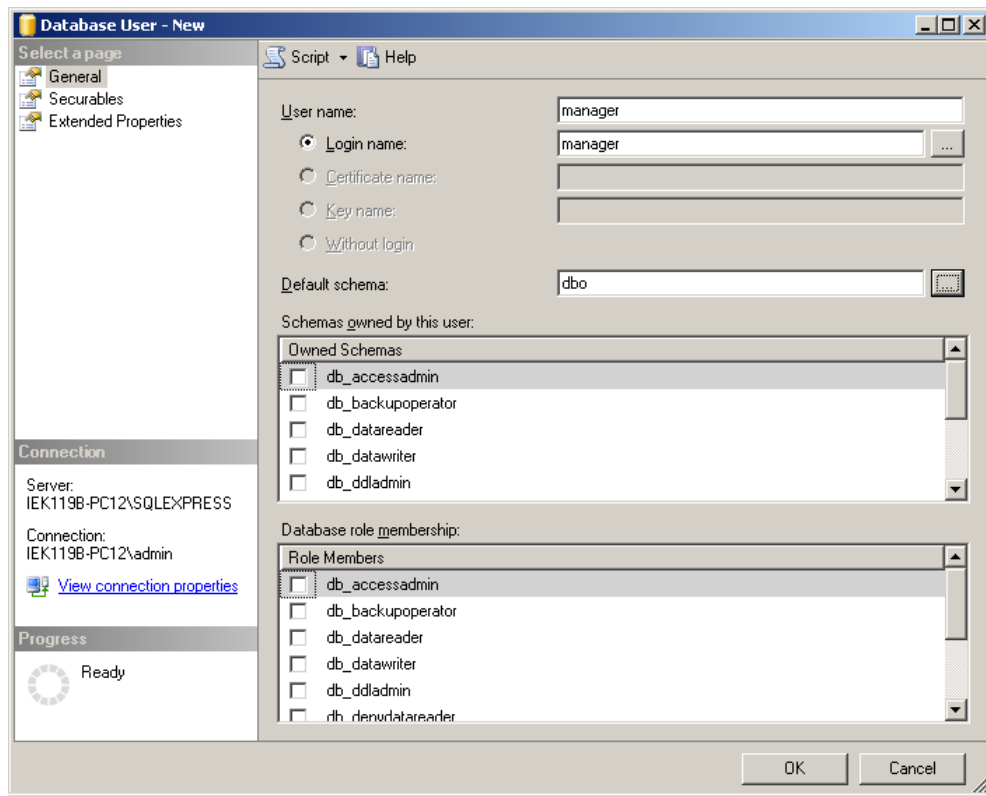 Database User - New
Select a page
General
Securables
Extended Properties
Script
Help
User name:
manager
Login name:
manager
...
Certificate name:
Key name:
Without login
Default schema:
dbo
...
Schemas owned by this user:
Owned Schemas
db_accessadmin
db_backupoperator
db_datareader
db_datawriter
db_ddladmin
Database role membership:
Role Members
db_accessadmin
db_backupoperator
db_datareader
db_datawriter
db_ddladmin
db_denydatareader
Connection
Server:
IEK119B-PC12\SQLEXPRESS
Connection:
IEK119B-PC12\admin
View connection properties
Progress
Ready
OK
Cancel